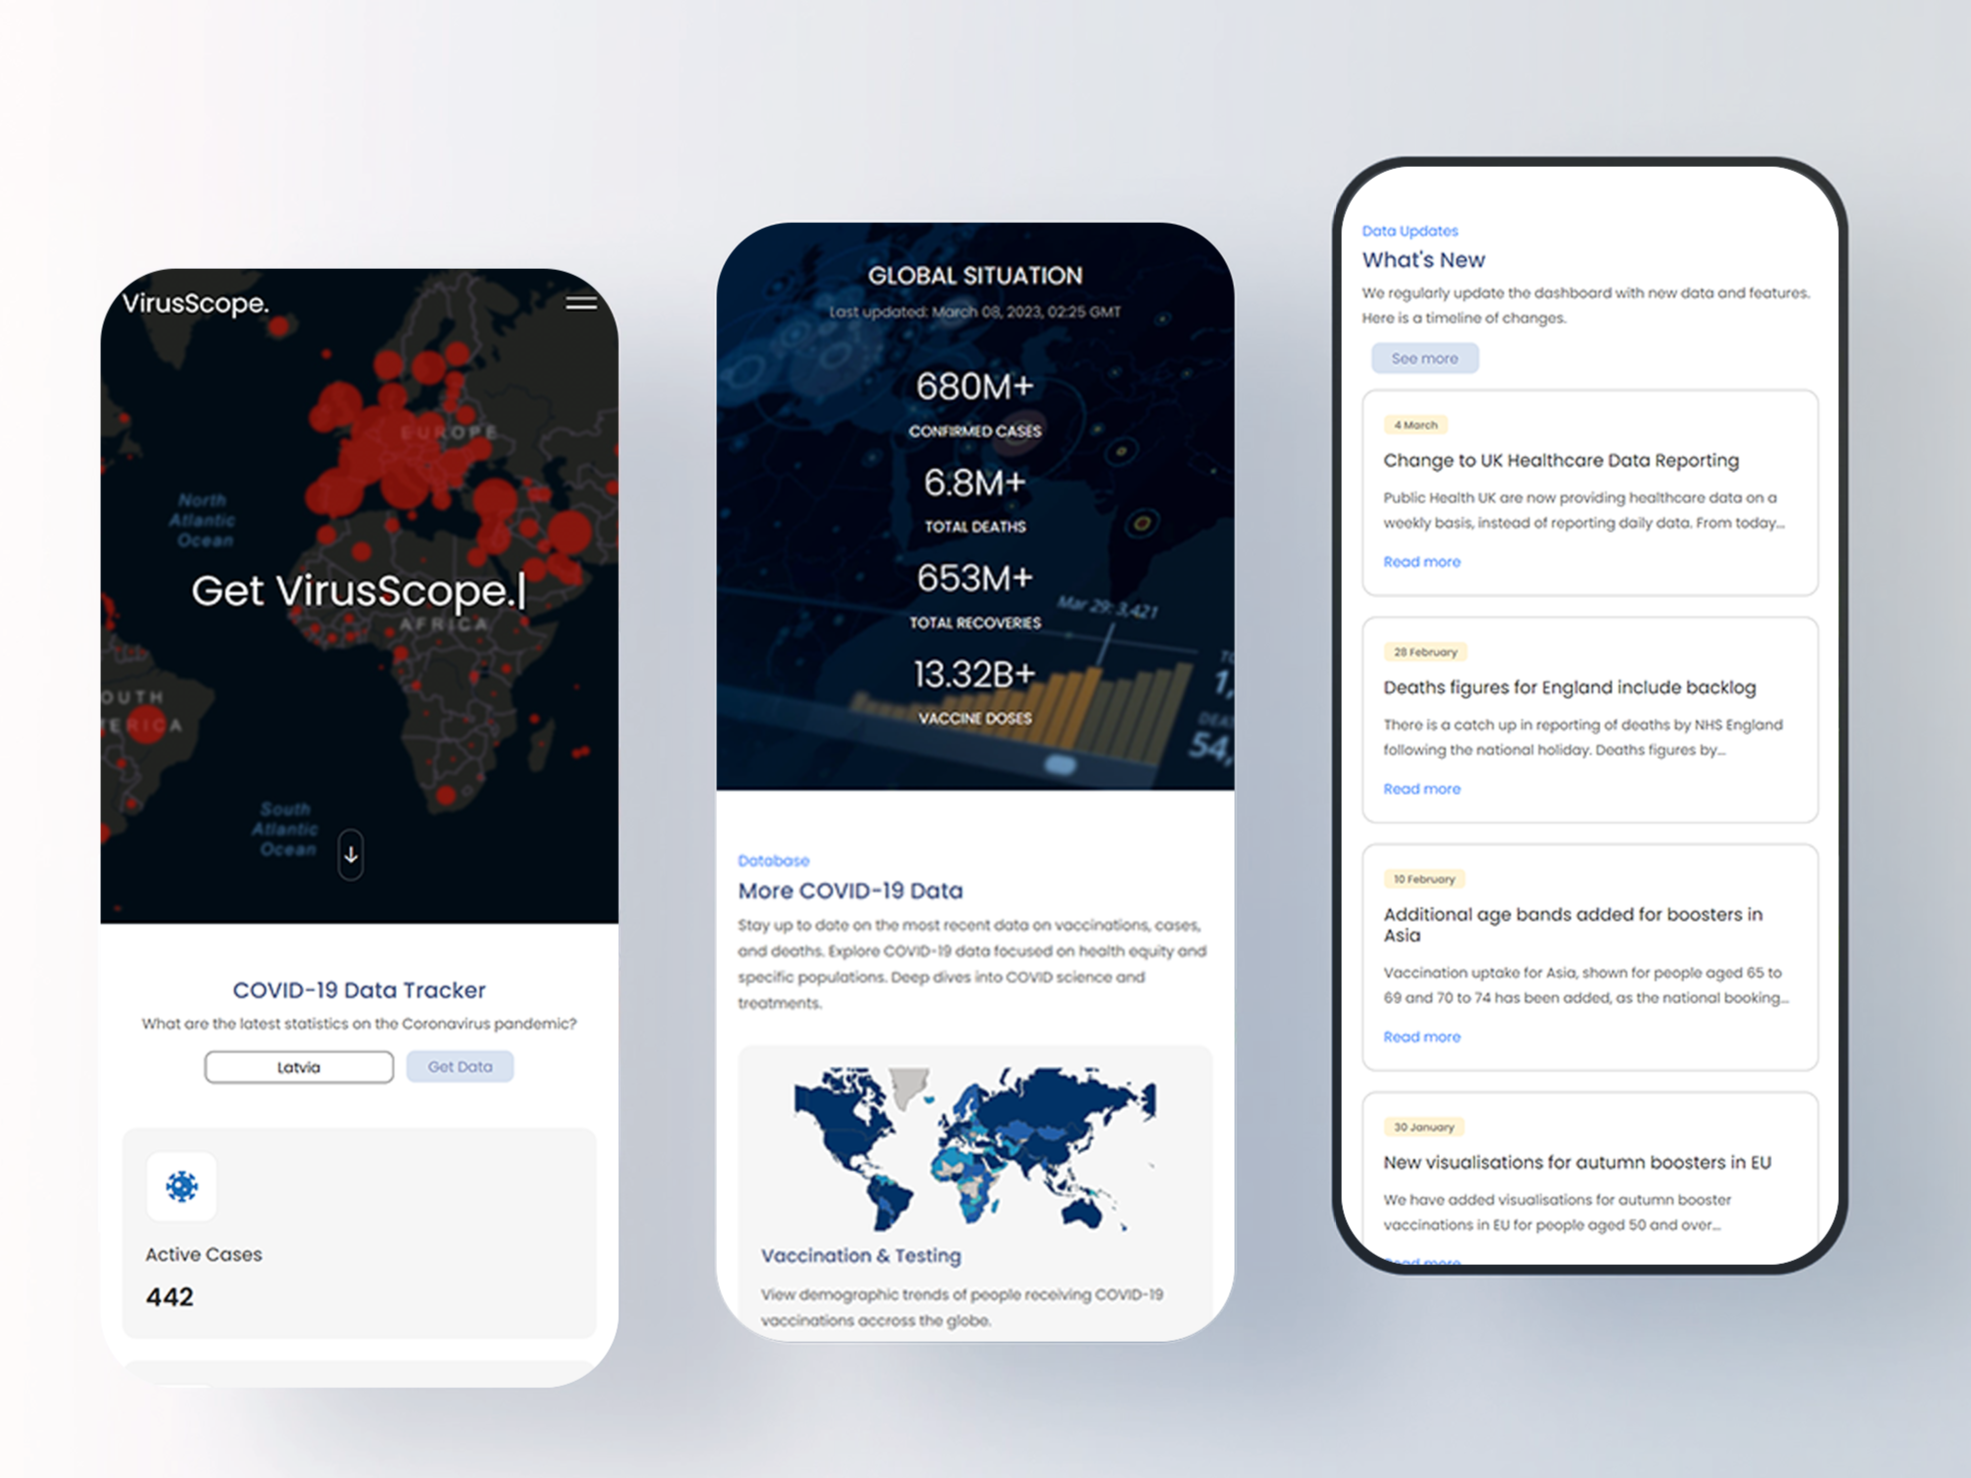 VirusScope.
EUROPE
North
Atlantic
Ocean
Get VirusScope.
AFRICA
OUTH
ERICA
South
Atlantic
Ocean
COVID-19 Data Tracker
What are the latest statistics on the Coronavirus pandemic?
Latvia
Get Data
Active Cases
442
GLOBAL SITUATION
Last updated: March 08, 2023, 02:25 GMT
680M+
CONFIRMED CASES
6.8M+
TOTAL DEATHS
653M+
TOTAL RECOVERIES
Mar 29: 3,421
13.32B+
VACCINE DOSES
54,
Database
More COVID-19 Data
Stay up to date on the most recent data on vaccinations, cases,
and deaths. Explore COVID-19 data focused on health equity and
specific populations. Deep dives into COVID science and
treatments.
Vaccination & Testing
View demographic trends of people receiving COVID-19
vaccinations accross the globe.
Data Updates
What's New
We regularly update the dashboard with new data and features.
Here is a timeline of changes.
See more
4 March
Change to UK Healthcare Data Reporting
Public Health UK are now providing healthcare data on a
weekly basis, instead of reporting daily data. From today...
Read more
28 February
Deaths figures for England include backlog
There is a catch up in reporting of deaths by NHS England
following the national holiday. Deaths figures by...
Read more
10 February
Additional age bands added for boosters in
Asia
Vaccination uptake for Asia, shown for people aged 65 to
69 and 70 to 74 has been added, as the national booking...
Read more
30 January
New visualisations for autumn boosters in EU
We have added visualisations for autumn booster
vaccinations in EU for people aged 50 and over...
Read more